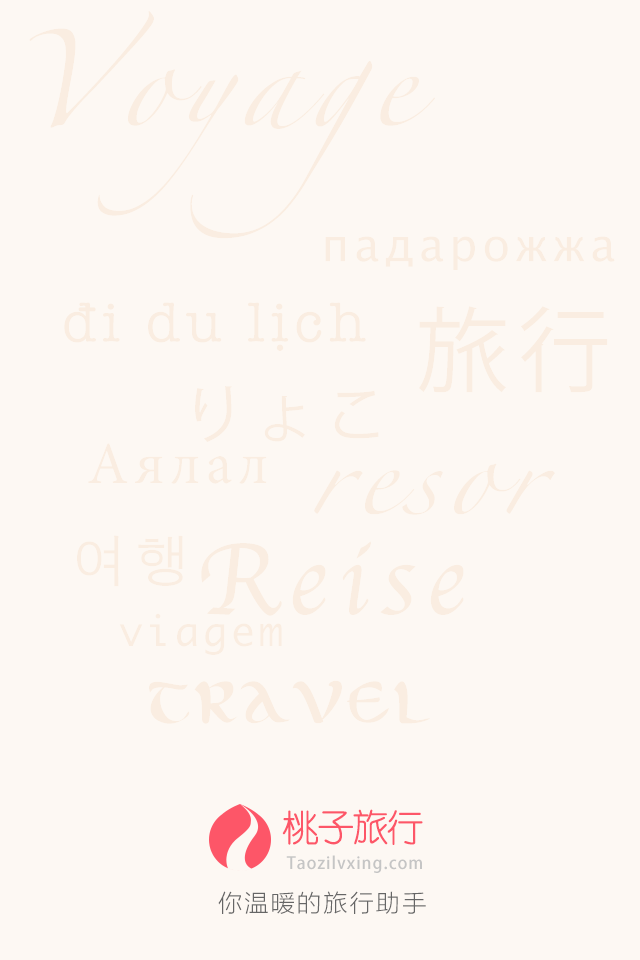 Voyage
падарожжа
đi du lịch
旅行
りょこ
Аялал
resor
여행
Reise
viagem
TRAVEL
桃子旅行
Taozilvxing.com
你温暖的旅行助手